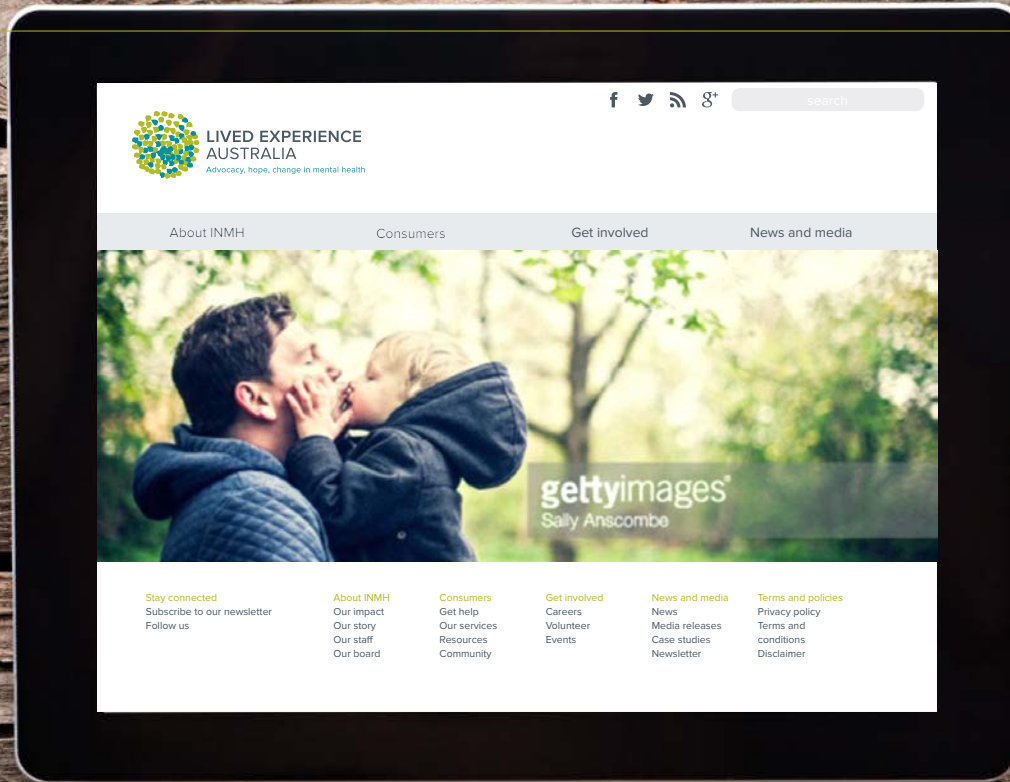 search
LIVED EXPERIENCE
AUSTRALIA
Advocacy, hope, change in mental health
About INMH
Consumers
Get involved
News and media
gettyimages®
Sally Anscombe
Stay connected
Subscribe to our newsletter
Follow us
About INMH
Our impact
Our story
Our staff
Our board
Consumers
Get help
Our services
Resources
Community
Get involved
Careers
Volunteer
Events
News and media
News
Media releases
Case studies
Newsletter
Terms and policies
Privacy policy
Terms and
conditions
Disclaimer